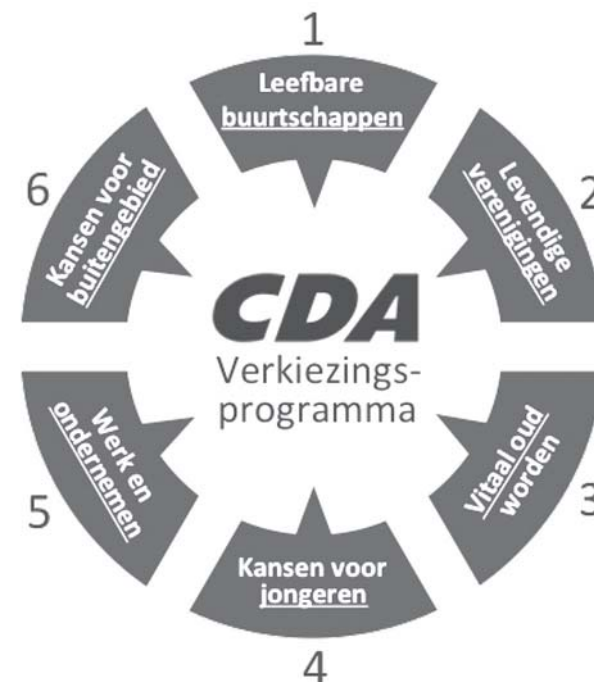 1
Leefbare
buurtschappen
2
Levendige
verenigingen
3
Vitaal oud
worden
4
Kansen voor
jongeren
5
Werk en
ondernemen
6
Kansen voor
buitengebied
CDA
Verkiezings-
programma